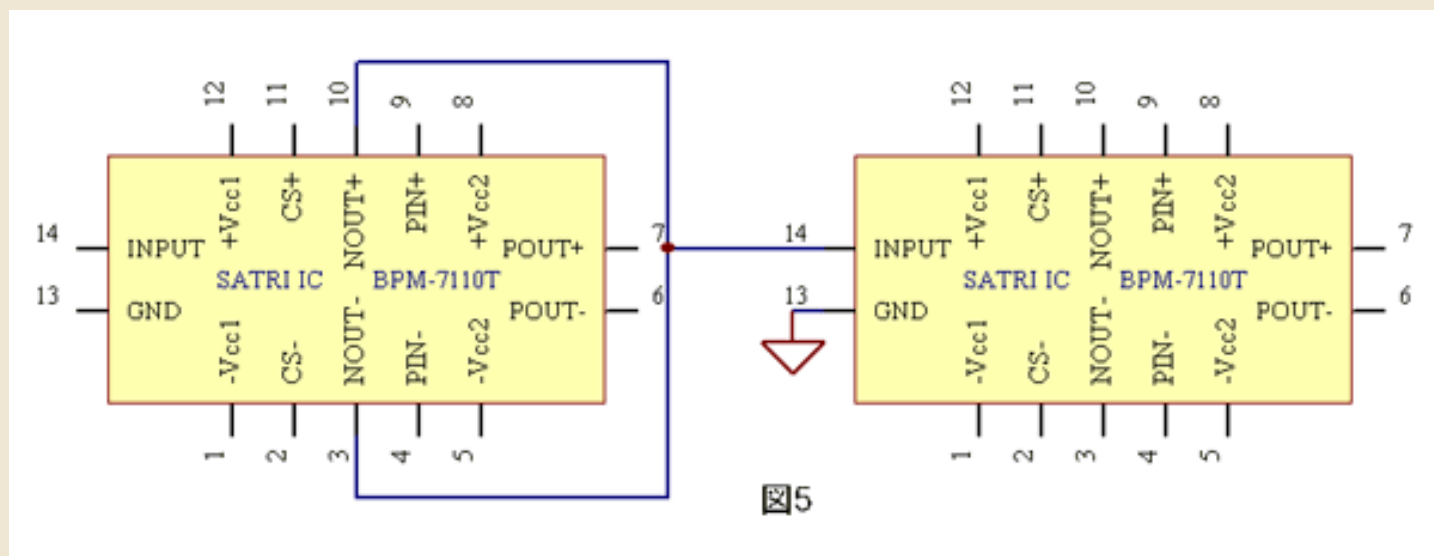 12 11 10 9 8
+Vcc1 CS+ NOUT+ PIN+ +Vcc2
14 INPUT POUT+ 7
SATRI IC BPM-7110T
13 GND POUT- 6
-Vcc1 CS- NOUT- PIN- -Vcc2
1 2 3 4 5
12 11 10 9 8
+Vcc1 CS+ NOUT+ PIN+ +Vcc2
14 INPUT POUT+ 7
SATRI IC BPM-7110T
13 GND POUT- 6
-Vcc1 CS- NOUT- PIN- -Vcc2
1 2 3 4 5
図5